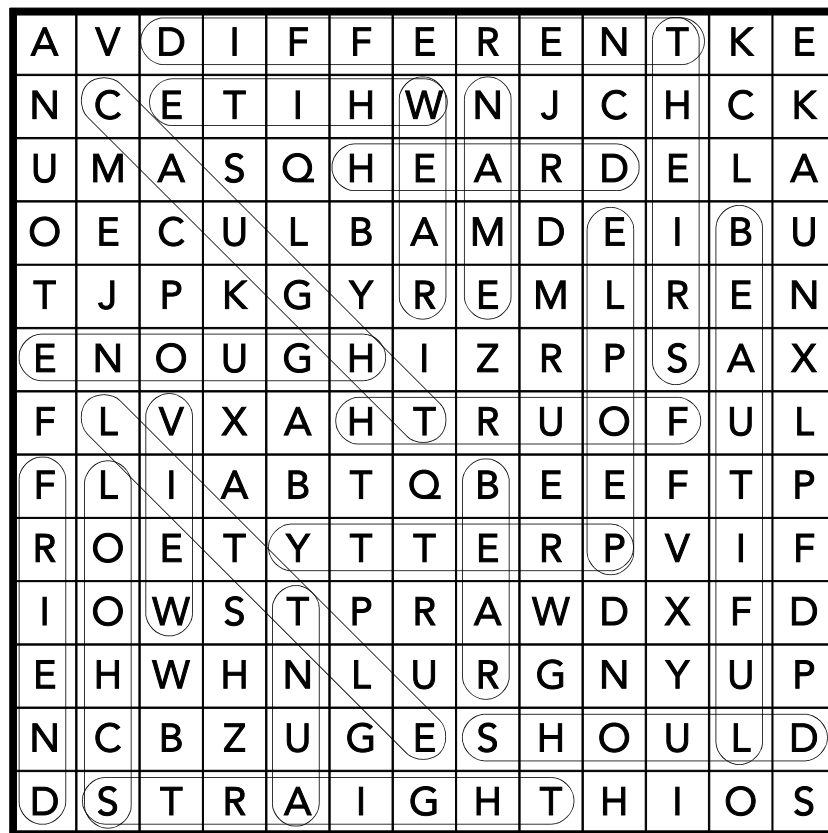 A V D I F F E R E N T K E
N C E T I H W N J C H C K
U M A S Q H E A R D E L A
O E C U L B A M D E I B U
T J P K G Y R E M L R E N
E N O U G H I Z R P S A X
F L V X A H T R U O F U L
F L I A B T Q B E E F T P
R O E T Y T T E R P V I F
I O W S T P R A W D X F D
E H W H N L U R G N Y U P
N C B Z U G E S H O U L D
D S T R A I G H T H I O S